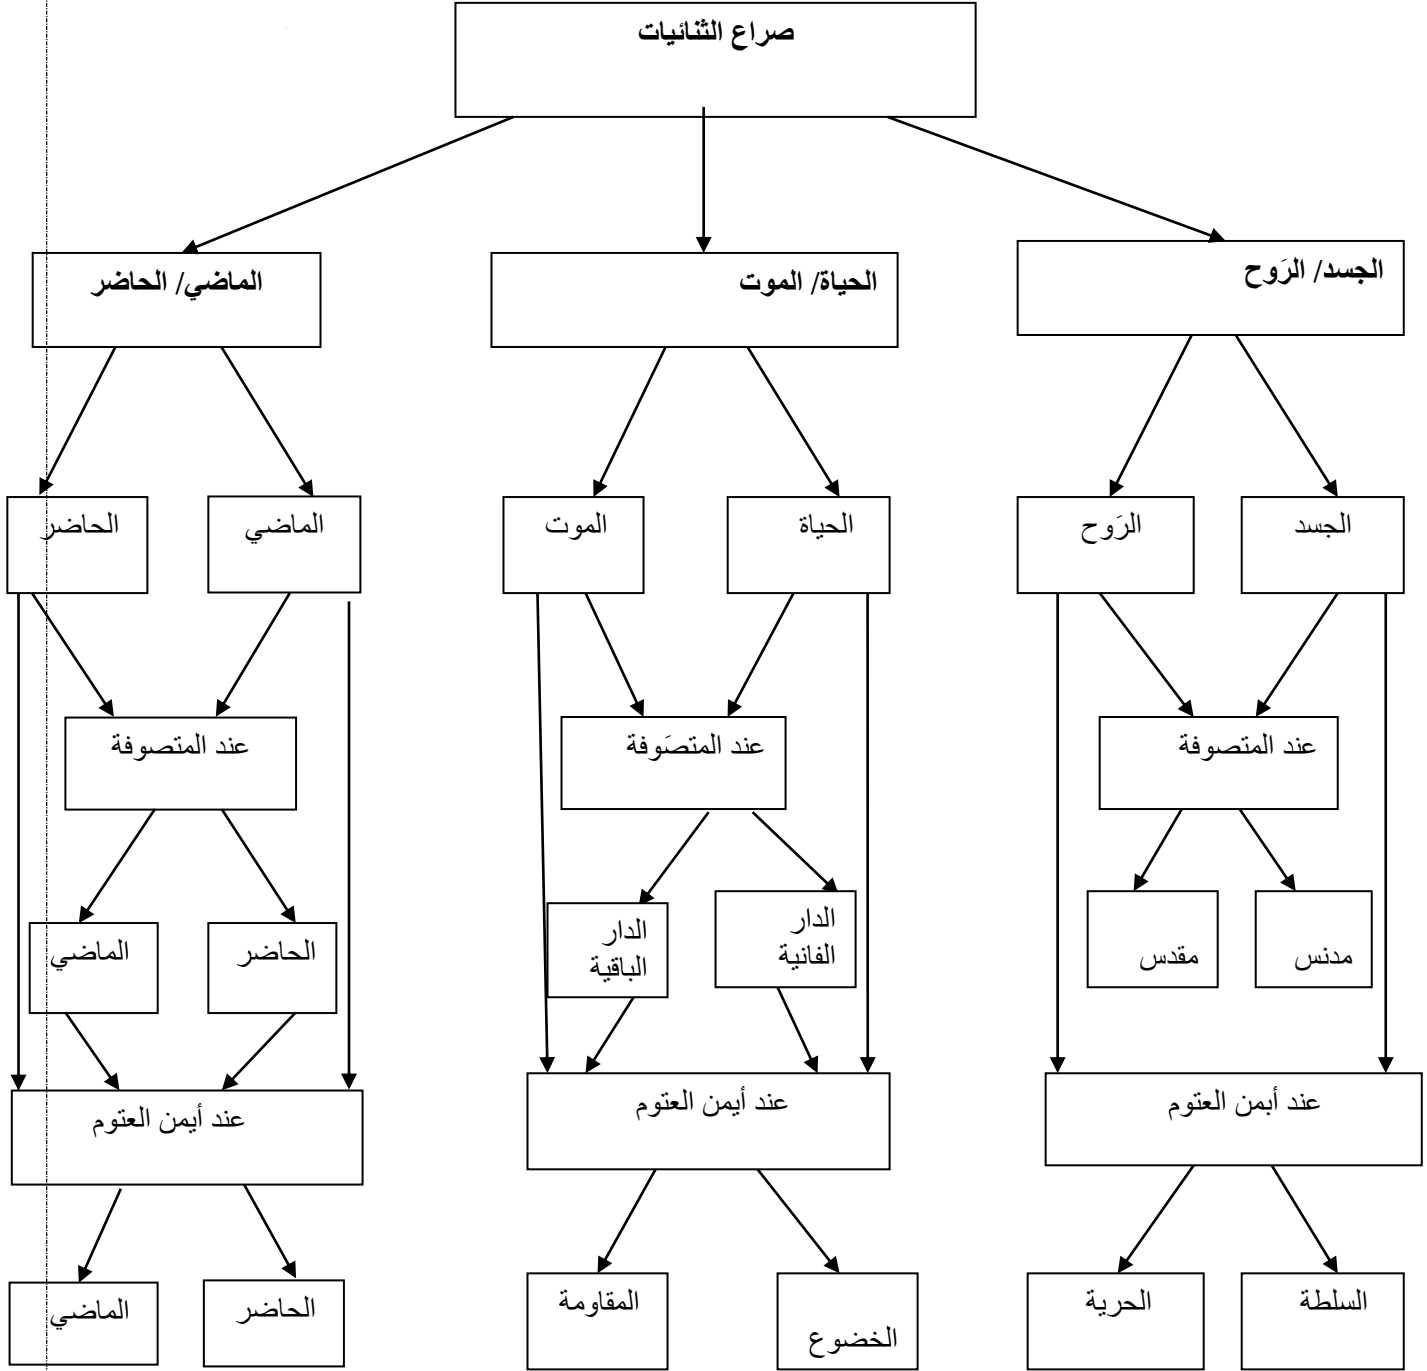 صراع الثنائيات
الجسد/ الرَوح
الحياة/ الموت
الماضي/ الحاضر
الجسد
الرَوح
الحياة
الموت
الماضي
الحاضر
عند المتصوفة
عند المتصَوفة
عند المتصوفة
مدنس
مقدس
الدار
الفانية
الدار
الباقية
الحاضر
الماضي
عند أبمن العتوم
عند أيمن العتوم
عند أيمن العتوم
السلطة
الحرية
الخضوع
المقاومة
الحاضر
الماضي